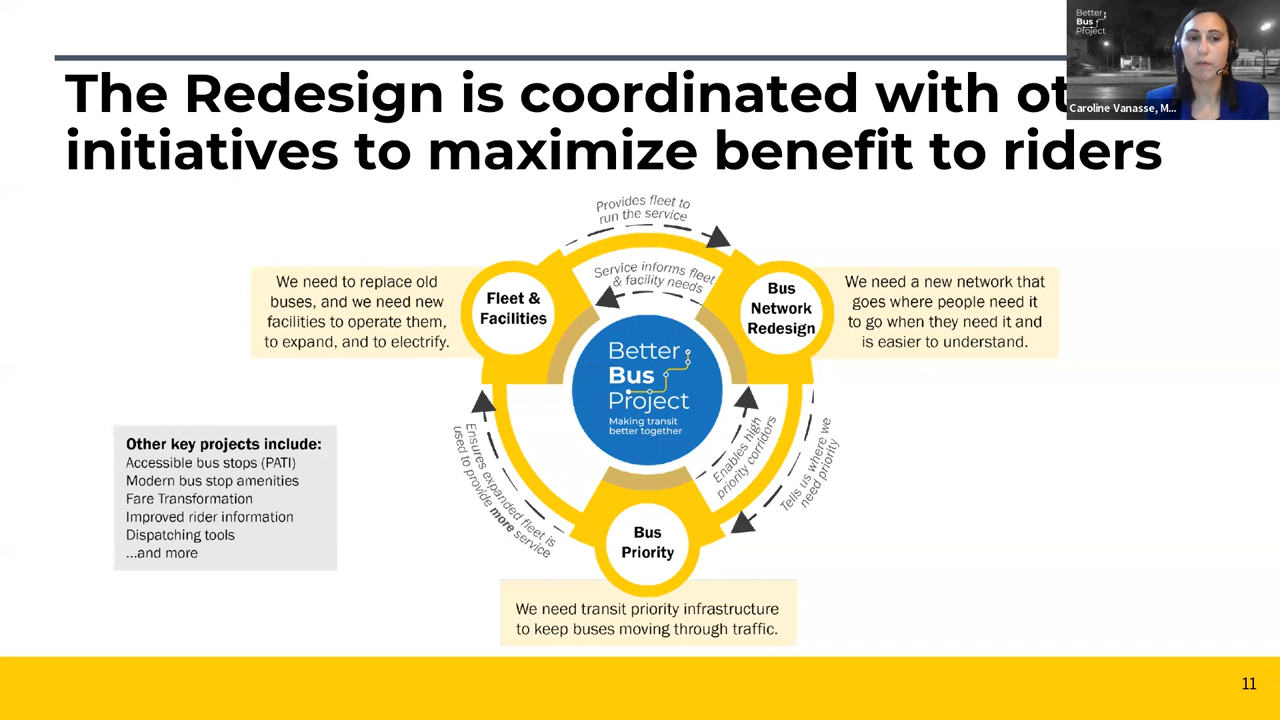 The Redesign is coordinated with ot
initiatives to maximize benefit to riders
Better
Bus
Project
Caroline Vanasse, M...
Provides fleet to
run the service
Service informs fleet
& facility needs
We need to replace old
buses, and we need new
facilities to operate them,
to expand, and to electrify.
Fleet &
Facilities
Bus
Network
Redesign
We need a new network that
goes where people need it
to go when they need it and
is easier to understand.
Better
Bus
Project
Making transit
better together
Ensures expanded fleet is
used to provide more service
Enables high
priority corridors
Tells us where we
need priority
Other key projects include:
Accessible bus stops (PATI)
Modern bus stop amenities
Fare Transformation
Improved rider information
Dispatching tools
...and more
Bus
Priority
We need transit priority infrastructure
to keep buses moving through traffic.
11